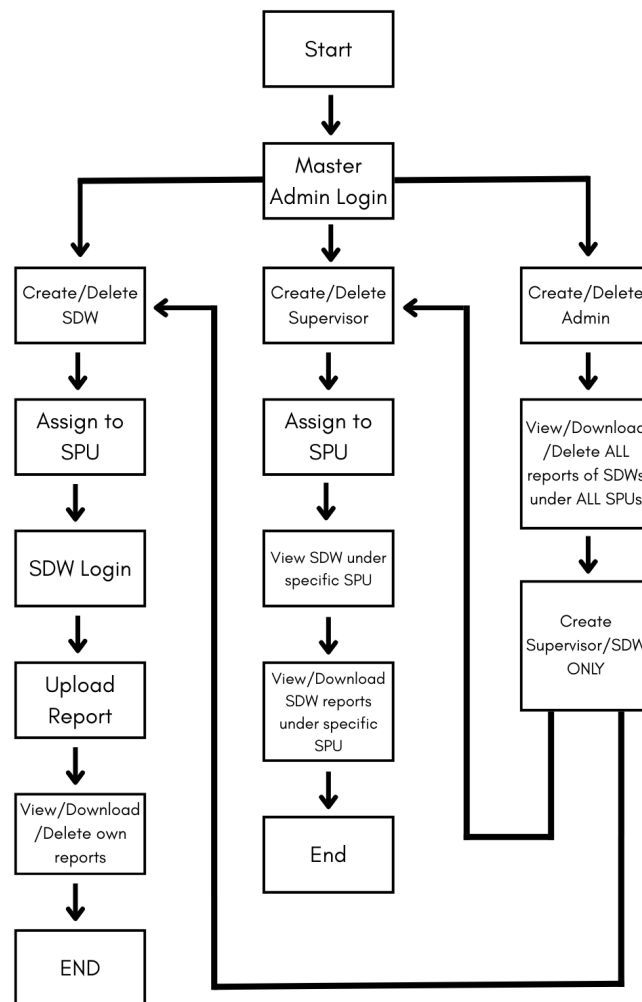 Start
Master
Admin Login
Create/Delete
SDW
Create/Delete
Supervisor
Create/Delete
Admin
Assign to
SPU
Assign to
SPU
View/Download
/Delete ALL
reports of SDWs
under ALL SPUs
SDW Login
View SDW under
specific SPU
Create
Supervisor/SDW
ONLY
Upload
Report
View/Download
SDW reports
under specific
SPU
View/Download
/Delete own
reports
End
END